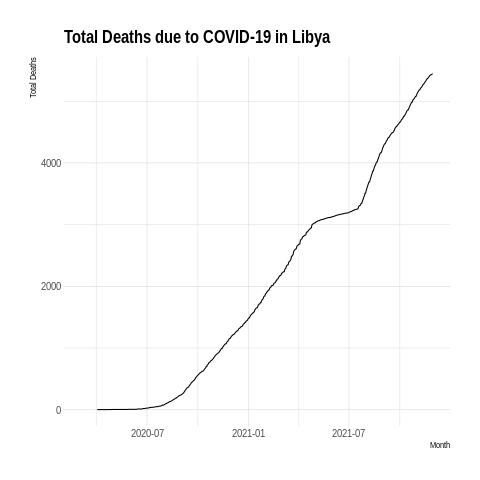 Total Deaths due to COVID-19 in Libya
Total Deaths
4000
2000
0
2020-07
2021-01
2021-07
Month